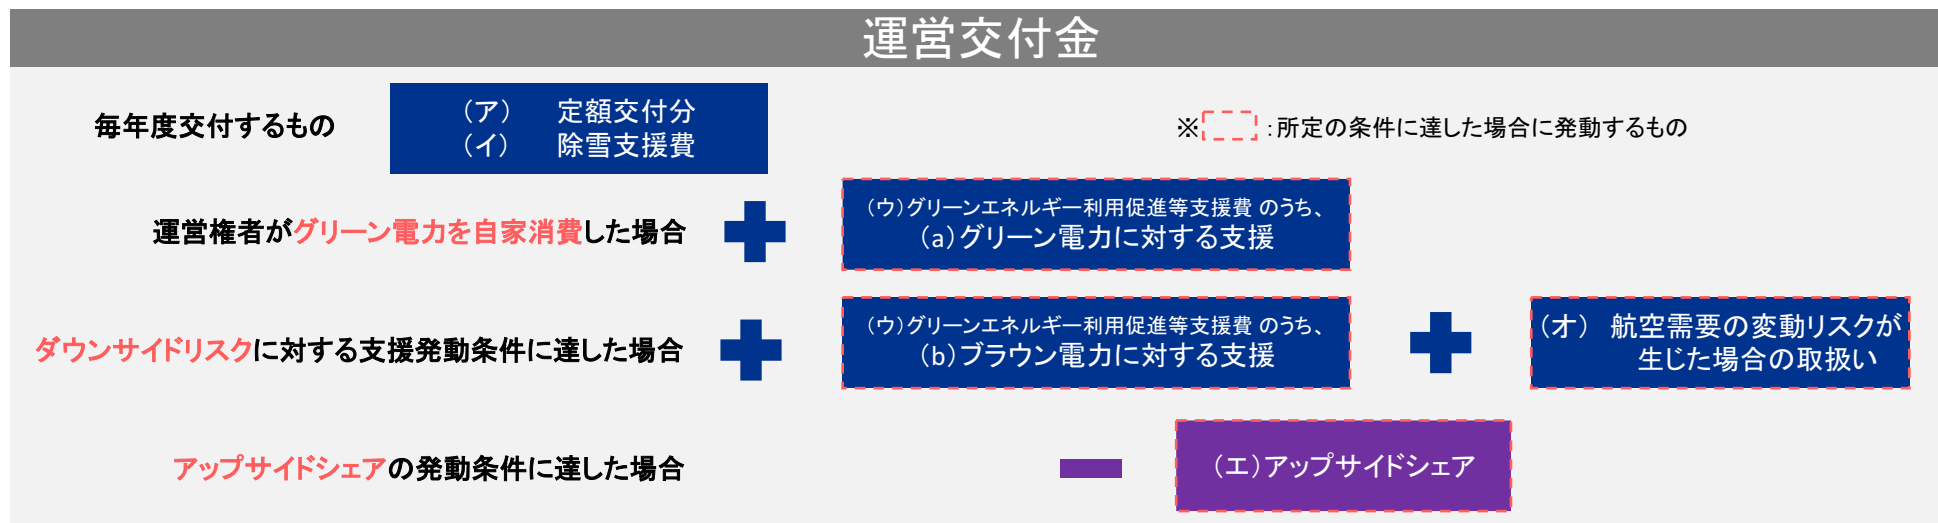 運営交付金
毎年度交付するもの
（ア）　定額交付分
（イ）　除雪支援費
※　：所定の条件に達した場合に発動するもの
運営権者がグリーン電力を自家消費した場合
（ウ）グリーンエネルギー利用促進等支援費 のうち、
（a）グリーン電力に対する支援
ダウンサイドリスクに対する支援発動条件に達した場合
（ウ）グリーンエネルギー利用促進等支援費 のうち、
（b）ブラウン電力に対する支援
（オ）　航空需要の変動リスクが
生じた場合の取扱い
アップサイドシェアの発動条件に達した場合
（エ）アップサイドシェア